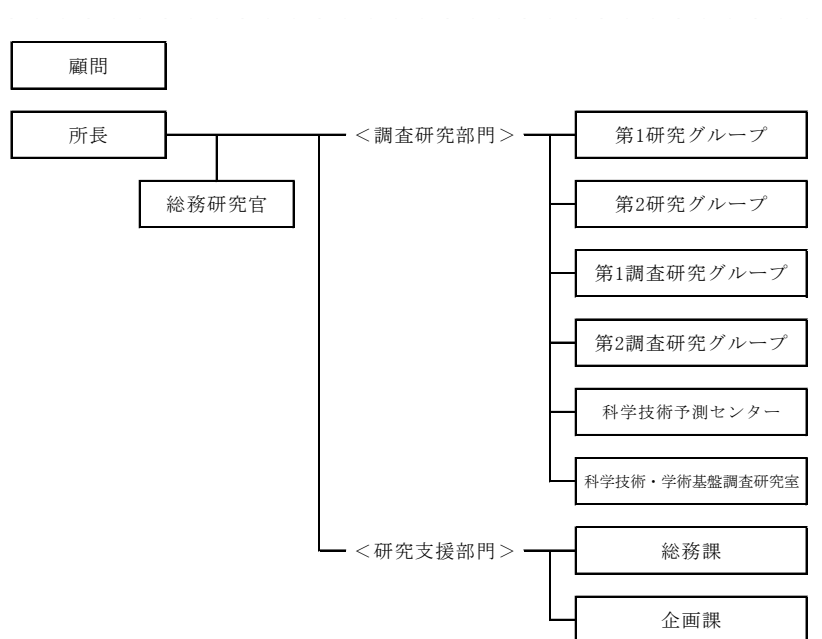 顧問
所長
＜調査研究部門＞
第1研究グループ
総務研究官
第2研究グループ
第1調査研究グループ
第2調査研究グループ
科学技術予測センター
科学技術・学術基盤調査研究室
＜研究支援部門＞
総務課
企画課